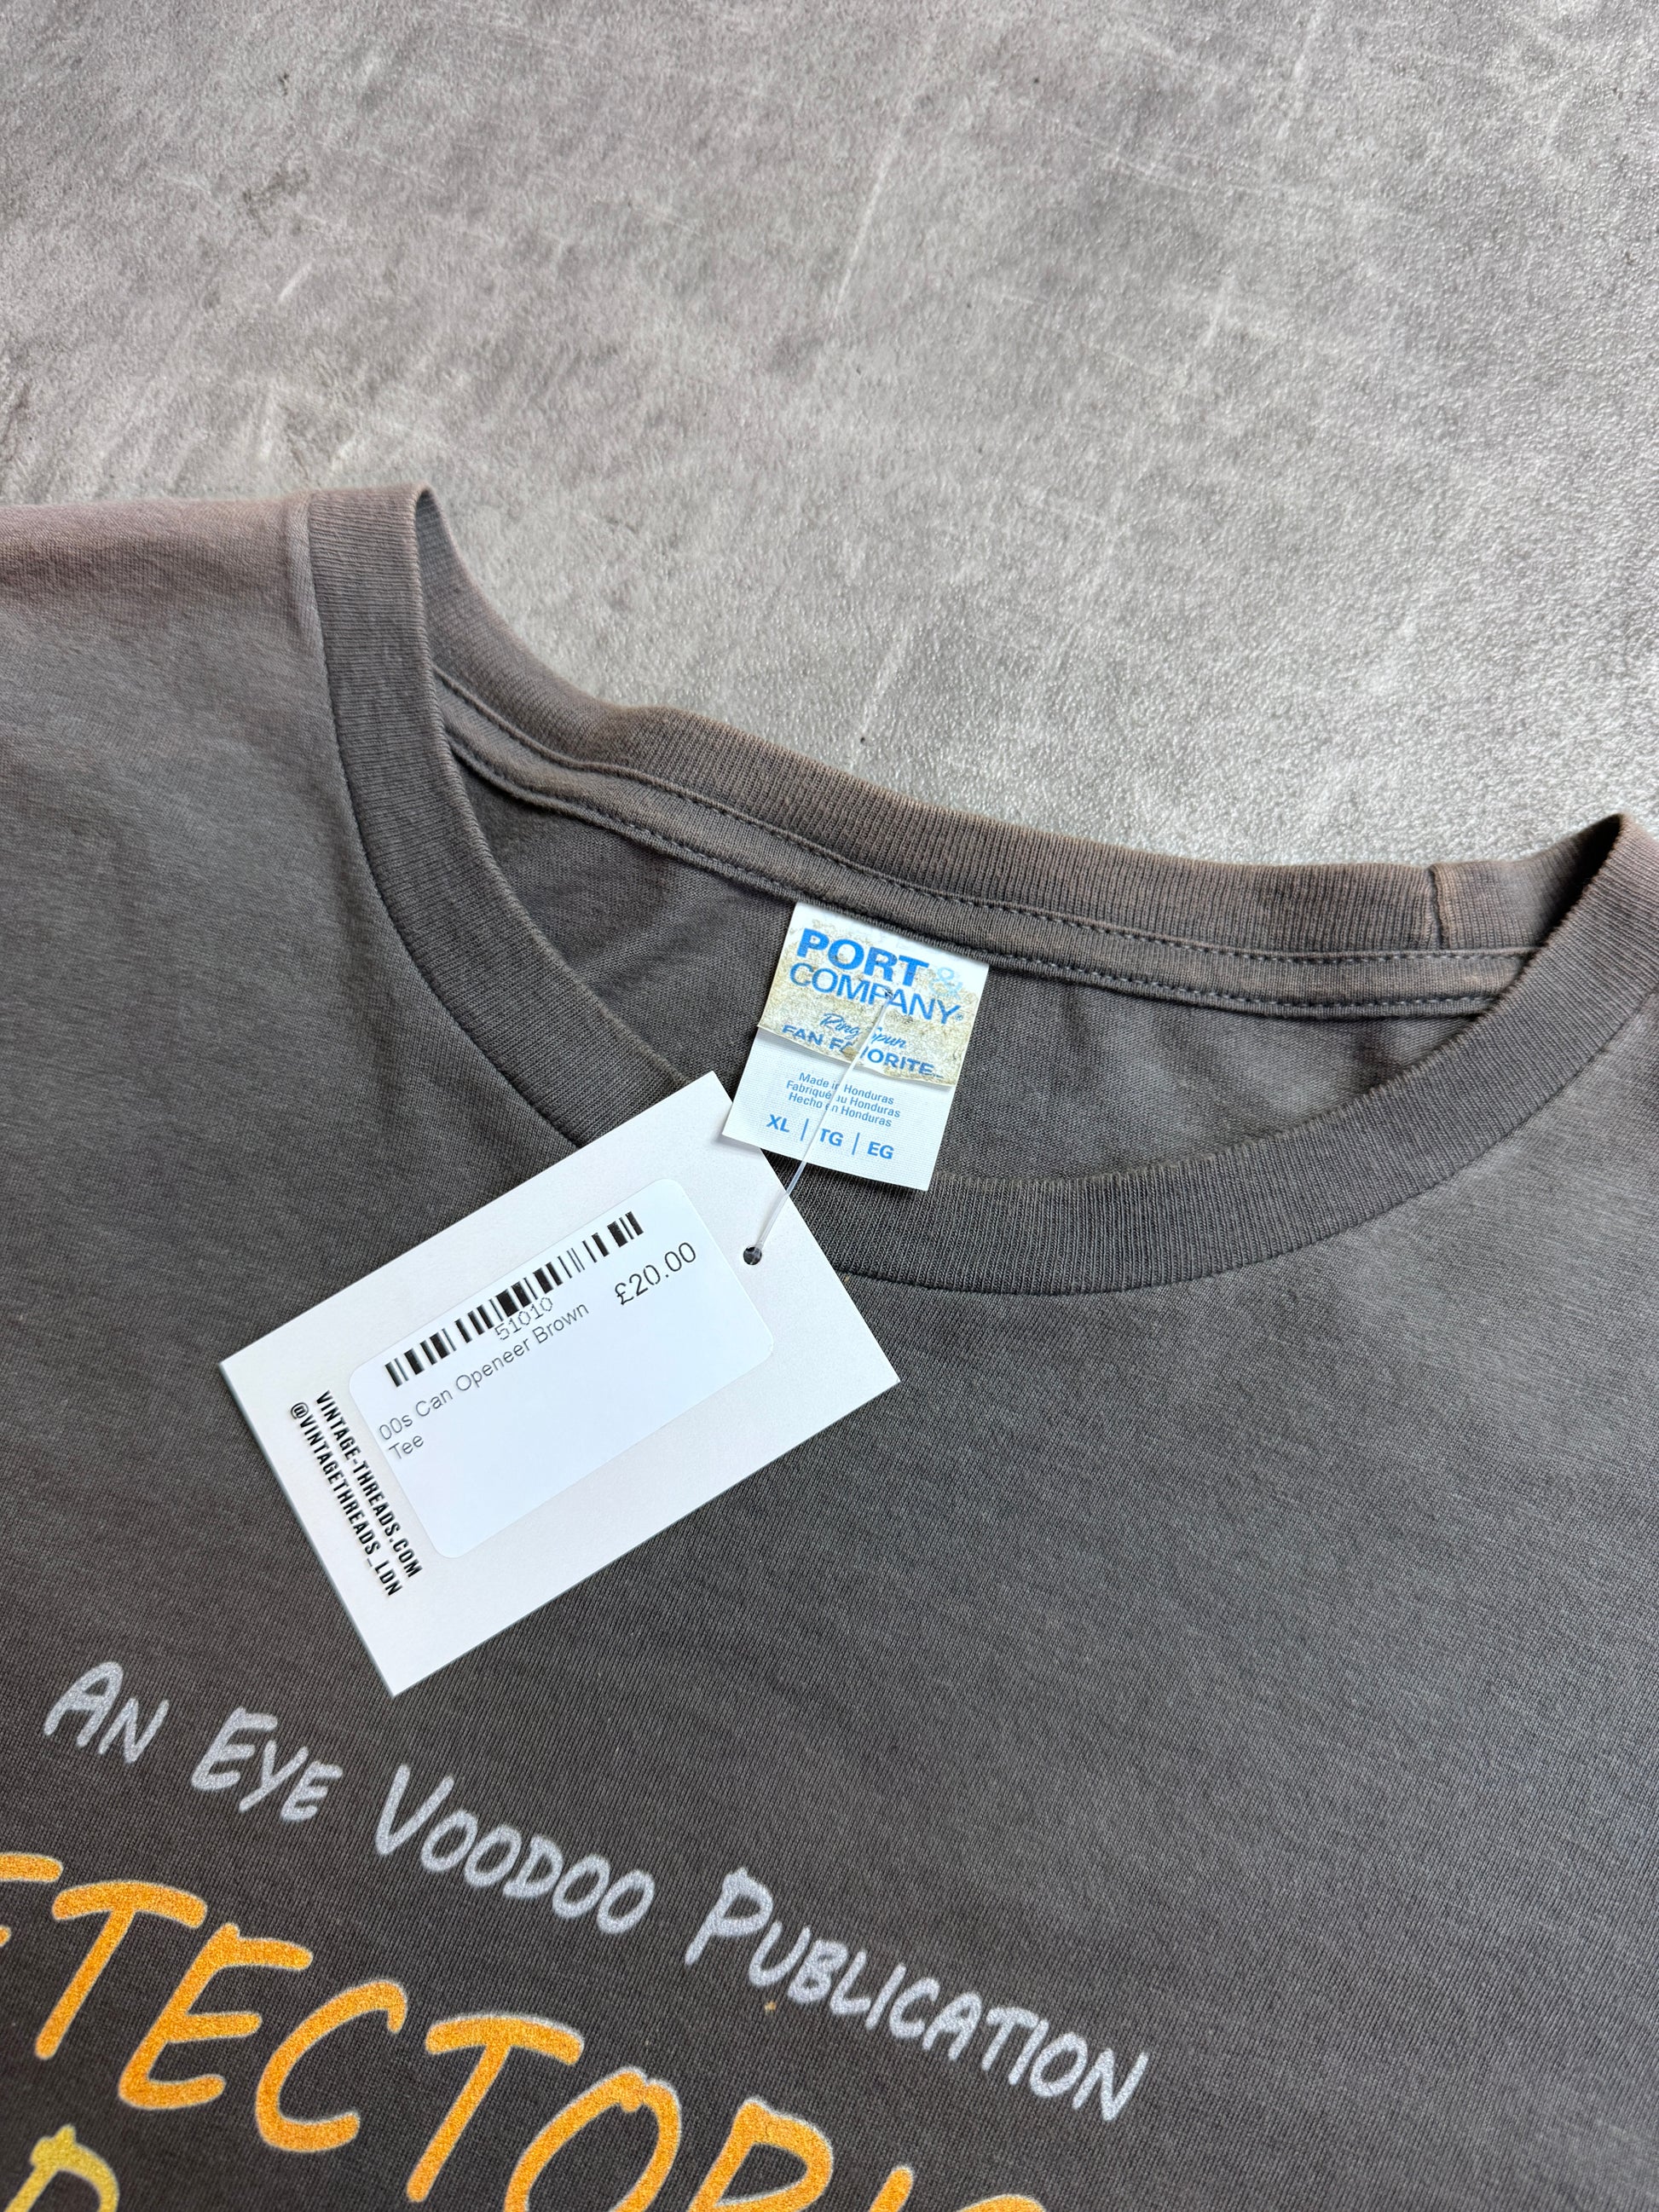 PORT &
COMPANY®
Ring Spun
FAN FAVORITE™
Made in Honduras
Fabriqué au Honduras
Hecho en Honduras
XL | TG | EG
51010
£20.00
00s Can Openeer Brown
Tee
VINTAGE-THREADS.COM
@VINTAGETHREADS_LDN
AN EYE VOODOO PUBLICATION